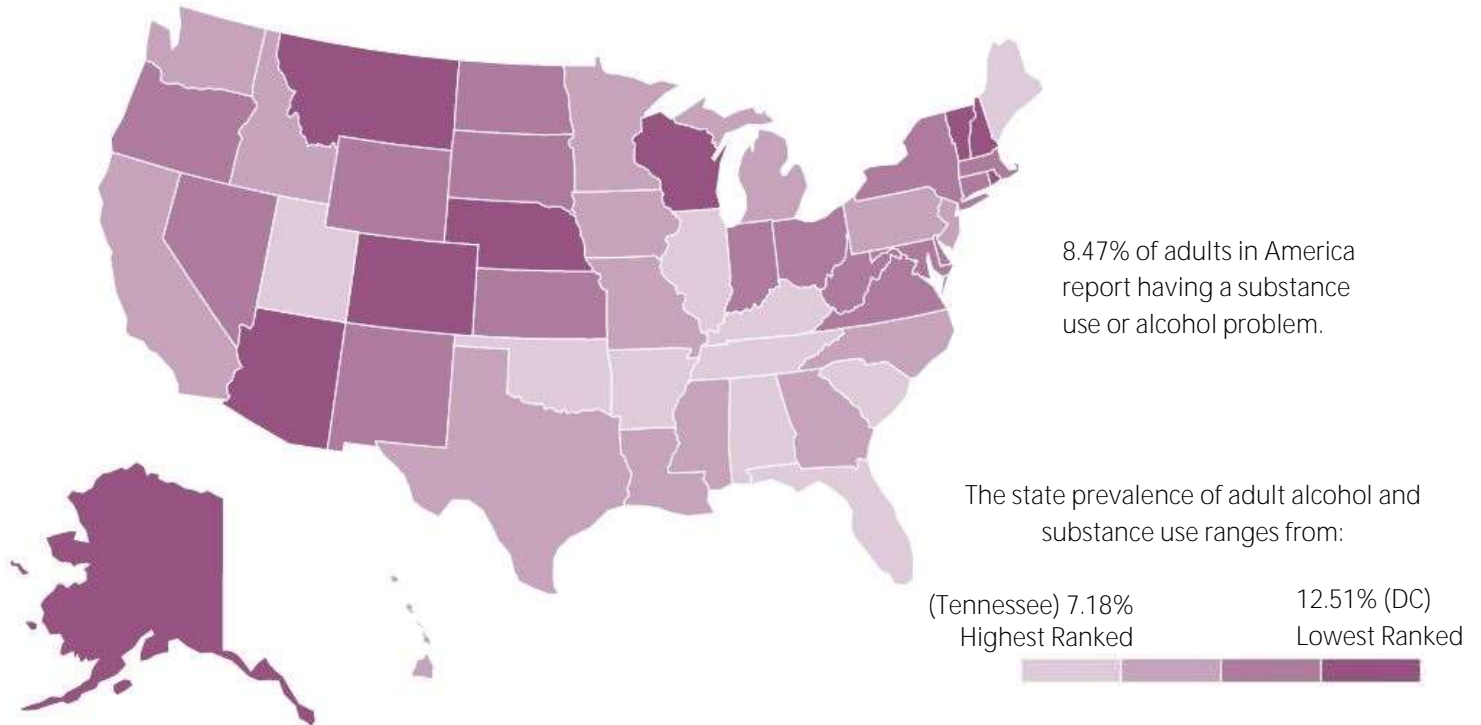 8.47% of adults in America
report having a substance
use or alcohol problem.
The state prevalence of adult alcohol and
substance use ranges from:
(Tennessee) 7.18%
Highest Ranked
12.51% (DC)
Lowest Ranked